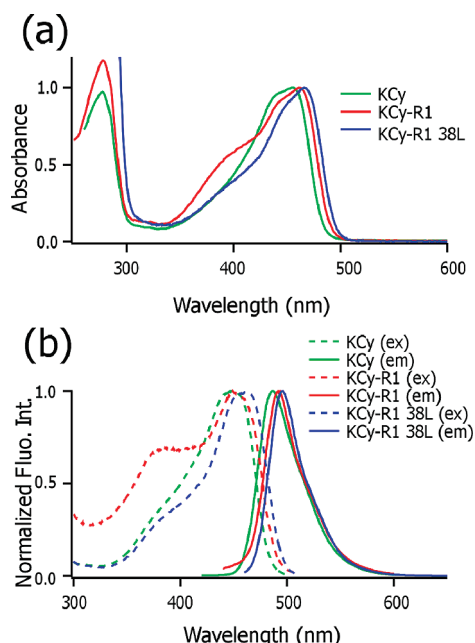 (a)
Absorbance
1.0
0.5
0.0
KCy
KCy-R1
KCy-R1 38L
300 400 500 600
Wavelength (nm)
(b)
Normalized Fluo. Int.
1.0
0.5
0.0
KCy (ex)
KCy (em)
KCy-R1 (ex)
KCy-R1 (em)
KCy-R1 38L (ex)
KCy-R1 38L (em)
300 400 500 600
Wavelength (nm)